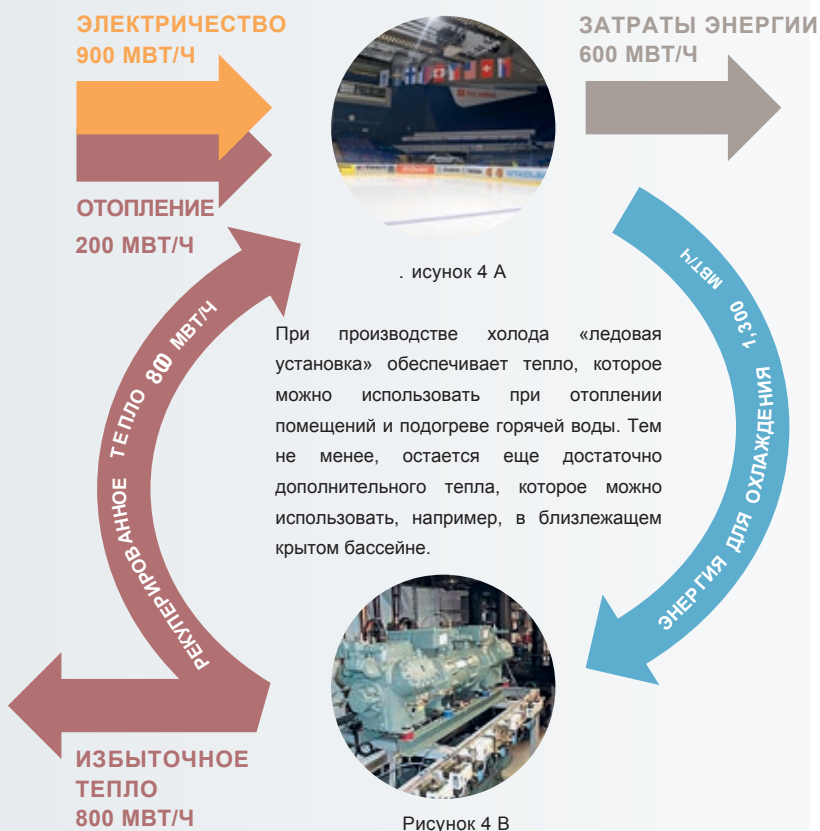 ЭЛЕКТРИЧЕСТВО
900 МВТ/Ч
ЗАТРАТЫ ЭНЕРГИИ
600 МВТ/Ч
ОТОПЛЕНИЕ
200 МВТ/Ч
. исунок 4 А
ЭНЕРГИЯ ДЛЯ ОХЛАЖДЕНИЯ 1,300 МВТ/Ч
РЕКУПЕРИРОВАННОЕ ТЕПЛО 800 МВТ/Ч
При производстве холода «ледовая
установка» обеспечивает тепло, которое
можно использовать при отоплении
помещений и подогреве горячей воды. Тем
не менее, остается еще достаточно
дополнительного тепла, которое можно
использовать, например, в близлежащем
крытом бассейне.
ИЗБЫТОЧНОЕ
ТЕПЛО
800 МВТ/Ч
Рисунок 4 В